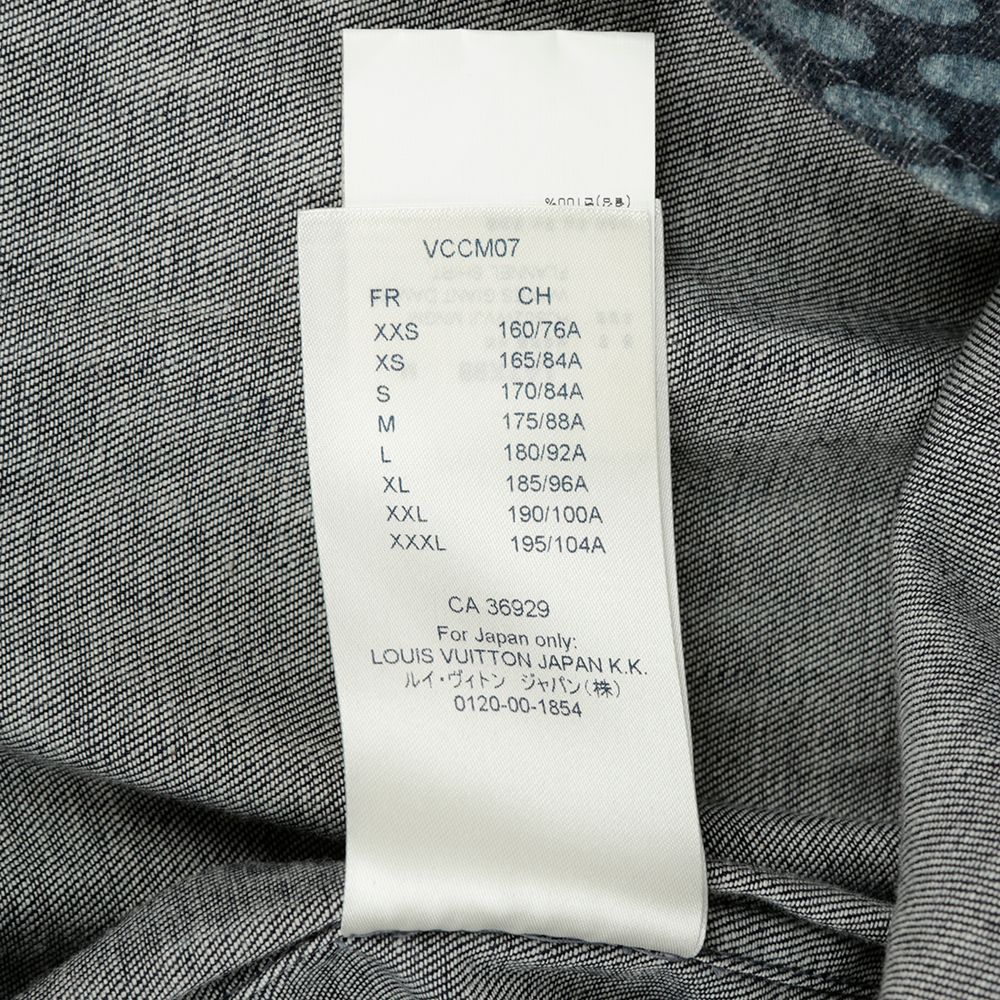 VCCM07
FR CH
XXS 160/76A
XS 165/84A
S 170/84A
M 175/88A
L 180/92A
XL 185/96A
XXL 190/100A
XXXL 195/104A
CA 36929
For Japan only:
LOUIS VUITTON JAPAN K.K.
ルイ・ヴィトン ジャパン(株)
0120-00-1854